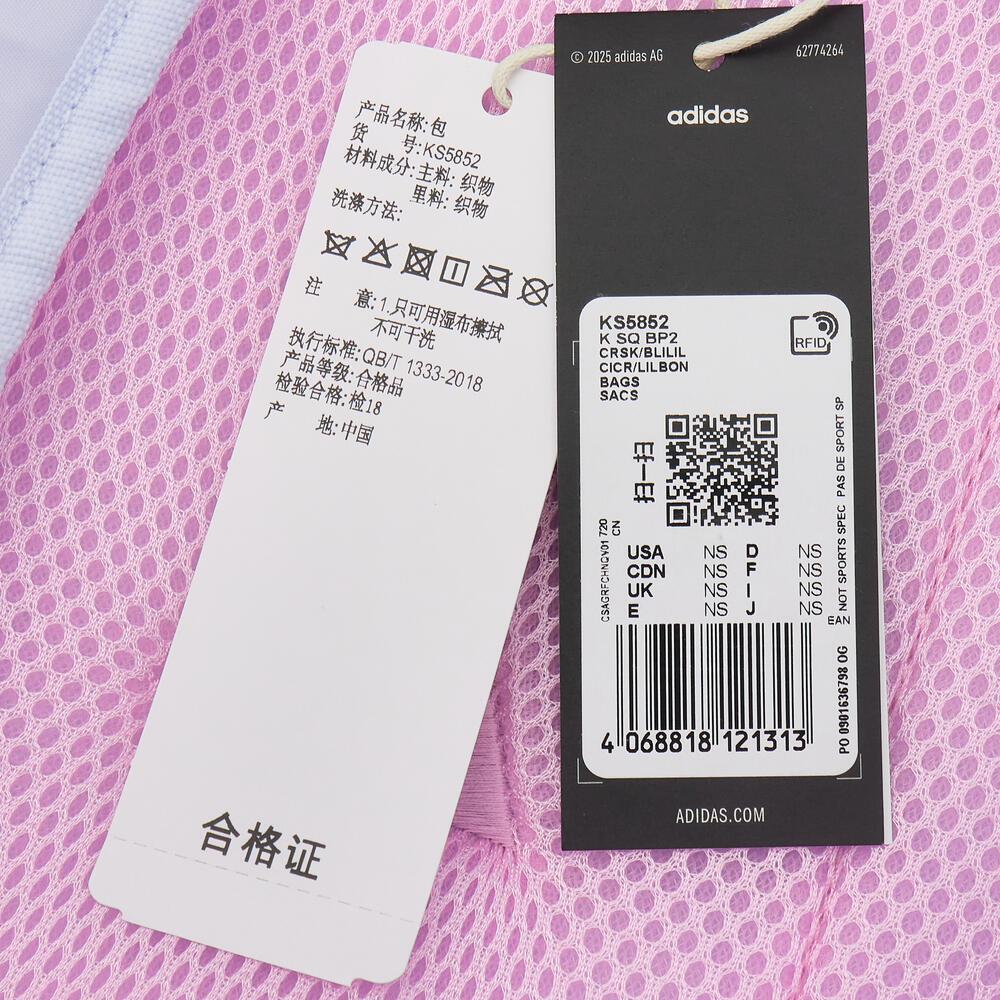 产品名称:包
货 号:KS5852
材料成分:主料: 织物
里料: 织物
洗涤方法:
注 意:1.只可用湿布擦拭
不可干洗
执行标准:QB/T 1333-2018
产品等级:合格品
检验合格:检18
产 地:中国
合格证
© 2025 adidas AG
62774264
adidas
KS5852
K SQ BP2
CRSK/BLILIL
CICR/LILBON
BAGS
SACS
RFID
扫一扫
CSAGRFCHNQV01 720
CN
USA NS D NS
CDN NS F NS
UK NS I NS
E NS J NS
EAN
NOT SPORTS SPEC PAS DE SPORT SP
4 068818 121313
PO 0901636798 OG
ADIDAS.COM